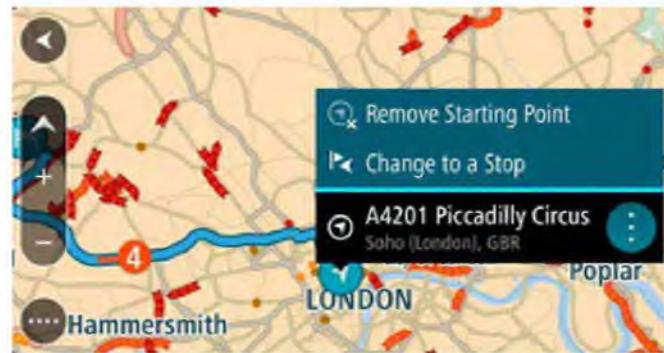 Remove Starting Point
Change to a Stop
A4201 Piccadilly Circus
Soho (London), GBR
4
Poplar
LONDON
Hammersmith